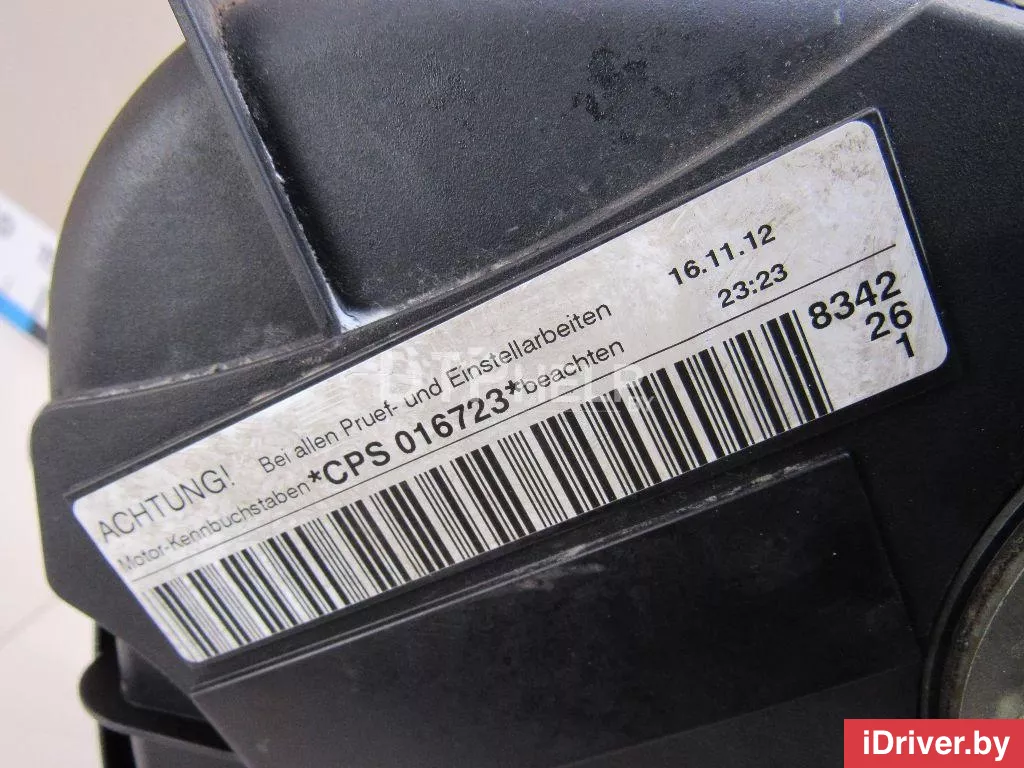 16.11.12
23:23
8342
26
1
ACHTUNG! Bei allen Pruef- und Einstellarbeiten
Motor-Kennbuchstaben*CPS 016723*beachten
iDriver.by